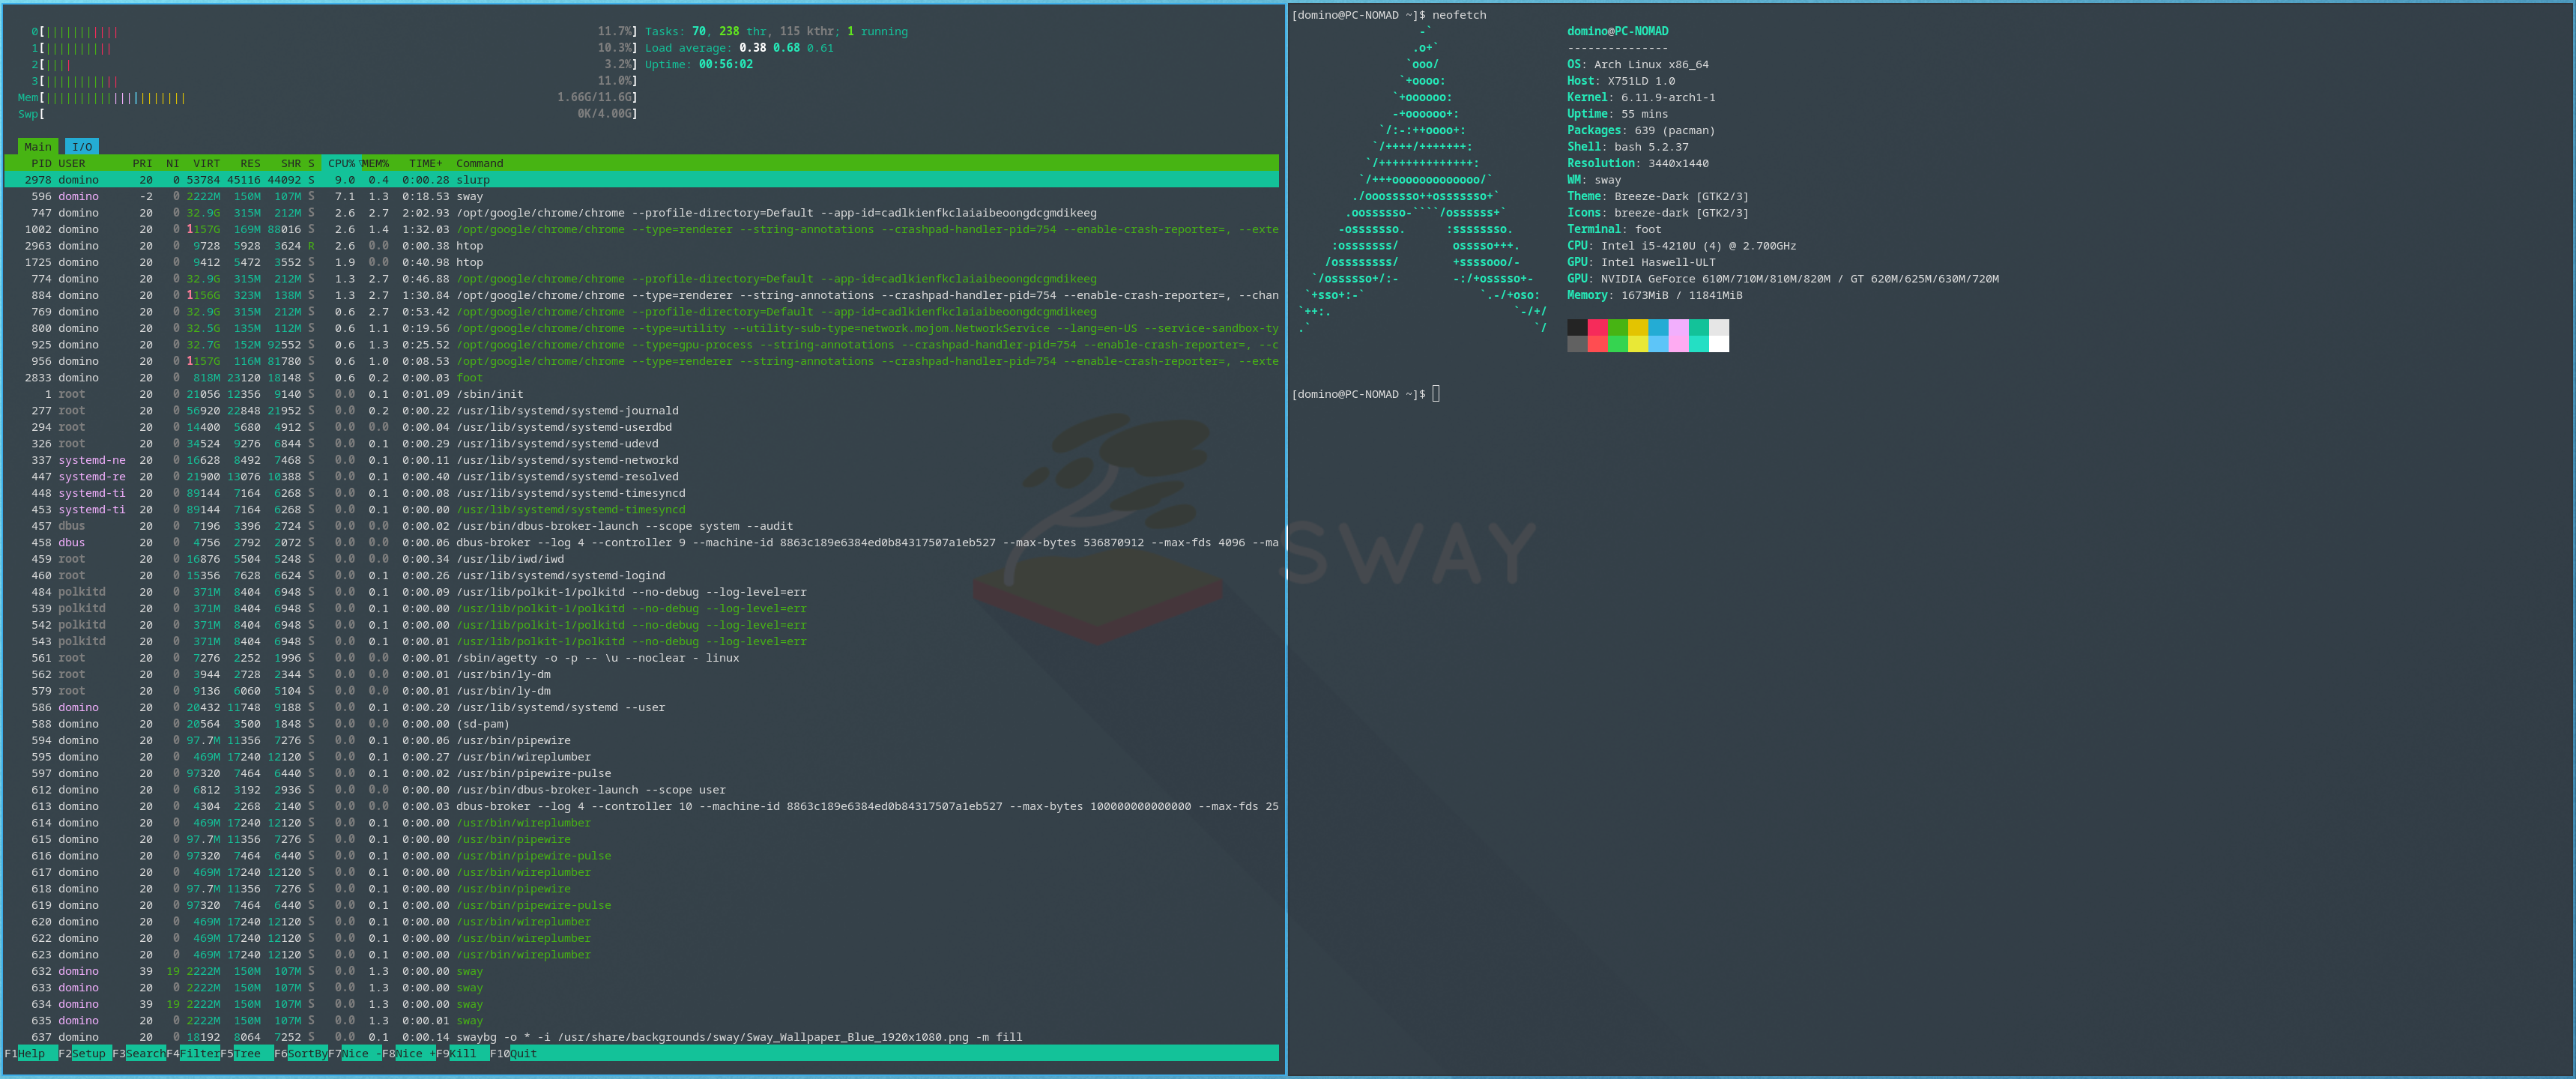 0[||||||||||| 11.7%] Tasks: 70, 238 thr, 115 kthr; 1 running
1[|||||||||| 10.3%] Load average: 0.38 0.68 0.61
2[|||| 3.2%] Uptime: 00:56:02
3[||||||||||| 11.0%]
Mem[||||||||||||||||||||| 1.66G/11.6G]
Swp[ 0K/4.00G]
Main I/O
PID USER PRI NI VIRT RES SHR S CPU%▽MEM% TIME+ Command
2978 domino 20 0 53784 45116 44092 S 9.0 0.4 0:00.28 slurp
596 domino -2 0 2222M 150M 107M S 7.1 1.3 0:18.53 sway
747 domino 20 0 32.9G 315M 212M S 2.6 2.7 2:02.93 /opt/google/chrome/chrome --profile-directory=Default --app-id=cadlkienfkclaiaibeoongdcgmdikeeg
1002 domino 20 0 1157G 169M 88016 S 2.6 1.4 1:32.03 /opt/google/chrome/chrome --type=renderer --string-annotations --crashpad-handler-pid=754 --enable-crash-reporter=, --exte
2963 domino 20 0 9728 5928 3624 R 2.6 0.0 0:00.38 htop
1725 domino 20 0 9412 5472 3552 S 1.9 0.0 0:40.98 htop
774 domino 20 0 32.9G 315M 212M S 1.3 2.7 0:46.88 /opt/google/chrome/chrome --profile-directory=Default --app-id=cadlkienfkclaiaibeoongdcgmdikeeg
884 domino 20 0 1156G 323M 138M S 1.3 2.7 1:30.84 /opt/google/chrome/chrome --type=renderer --string-annotations --crashpad-handler-pid=754 --enable-crash-reporter=, --chan
769 domino 20 0 32.9G 315M 212M S 0.6 2.7 0:53.42 /opt/google/chrome/chrome --profile-directory=Default --app-id=cadlkienfkclaiaibeoongdcgmdikeeg
800 domino 20 0 32.5G 135M 112M S 0.6 1.1 0:19.56 /opt/google/chrome/chrome --type=utility --utility-sub-type=network.mojom.NetworkService --lang=en-US --service-sandbox-ty
925 domino 20 0 32.7G 152M 92552 S 0.6 1.3 0:25.52 /opt/google/chrome/chrome --type=gpu-process --string-annotations --crashpad-handler-pid=754 --enable-crash-reporter=, --c
956 domino 20 0 1157G 116M 81780 S 0.6 1.0 0:08.53 /opt/google/chrome/chrome --type=renderer --string-annotations --crashpad-handler-pid=754 --enable-crash-reporter=, --exte
2833 domino 20 0 818M 23120 18148 S 0.6 0.2 0:00.03 foot
1 root 20 0 21056 12356 9140 S 0.0 0.1 0:01.09 /sbin/init
277 root 20 0 56920 22848 21952 S 0.0 0.2 0:00.22 /usr/lib/systemd/systemd-journald
294 root 20 0 14400 5680 4912 S 0.0 0.0 0:00.04 /usr/lib/systemd/systemd-userdbd
326 root 20 0 34524 9276 6844 S 0.0 0.1 0:00.29 /usr/lib/systemd/systemd-udevd
337 systemd-ne 20 0 16628 8492 7468 S 0.0 0.1 0:00.11 /usr/lib/systemd/systemd-networkd
447 systemd-re 20 0 21900 13076 10388 S 0.0 0.1 0:00.40 /usr/lib/systemd/systemd-resolved
448 systemd-ti 20 0 89144 7164 6268 S 0.0 0.1 0:00.08 /usr/lib/systemd/systemd-timesyncd
453 systemd-ti 20 0 89144 7164 6268 S 0.0 0.1 0:00.00 /usr/lib/systemd/systemd-timesyncd
457 dbus 20 0 7196 3396 2724 S 0.0 0.0 0:00.02 /usr/bin/dbus-broker-launch --scope system --audit
458 dbus 20 0 4756 2792 2072 S 0.0 0.0 0:00.06 dbus-broker --log 4 --controller 9 --machine-id 8863c189e6384ed0b84317507a1eb527 --max-bytes 536870912 --max-fds 4096 --ma
459 root 20 0 16876 5504 5248 S 0.0 0.0 0:00.34 /usr/lib/iwd/iwd
460 root 20 0 15356 7628 6624 S 0.0 0.1 0:00.26 /usr/lib/systemd/systemd-logind
484 polkitd 20 0 371M 8404 6948 S 0.0 0.1 0:00.09 /usr/lib/polkit-1/polkitd --no-debug --log-level=err
539 polkitd 20 0 371M 8404 6948 S 0.0 0.1 0:00.00 /usr/lib/polkit-1/polkitd --no-debug --log-level=err
542 polkitd 20 0 371M 8404 6948 S 0.0 0.1 0:00.00 /usr/lib/polkit-1/polkitd --no-debug --log-level=err
543 polkitd 20 0 371M 8404 6948 S 0.0 0.1 0:00.01 /usr/lib/polkit-1/polkitd --no-debug --log-level=err
561 root 20 0 7276 2252 1996 S 0.0 0.0 0:00.01 /sbin/agetty -o -p -- \u --noclear - linux
562 root 20 0 3944 2728 2344 S 0.0 0.0 0:00.01 /usr/bin/ly-dm
579 root 20 0 9136 6060 5104 S 0.0 0.0 0:00.01 /usr/bin/ly-dm
586 domino 20 0 20432 11748 9188 S 0.0 0.1 0:00.20 /usr/lib/systemd/systemd --user
588 domino 20 0 20564 3500 1848 S 0.0 0.0 0:00.00 (sd-pam)
594 domino 20 0 97.7M 11356 7276 S 0.0 0.1 0:00.06 /usr/bin/pipewire
595 domino 20 0 469M 17240 12120 S 0.0 0.1 0:00.27 /usr/bin/wireplumber
597 domino 20 0 97320 7464 6440 S 0.0 0.1 0:00.02 /usr/bin/pipewire-pulse
612 domino 20 0 6812 3192 2936 S 0.0 0.0 0:00.00 /usr/bin/dbus-broker-launch --scope user
613 domino 20 0 4304 2268 2140 S 0.0 0.0 0:00.03 dbus-broker --log 4 --controller 10 --machine-id 8863c189e6384ed0b84317507a1eb527 --max-bytes 100000000000000 --max-fds 25
614 domino 20 0 469M 17240 12120 S 0.0 0.1 0:00.00 /usr/bin/wireplumber
615 domino 20 0 97.7M 11356 7276 S 0.0 0.1 0:00.00 /usr/bin/pipewire
616 domino 20 0 97320 7464 6440 S 0.0 0.1 0:00.00 /usr/bin/pipewire-pulse
617 domino 20 0 469M 17240 12120 S 0.0 0.1 0:00.00 /usr/bin/wireplumber
618 domino 20 0 97.7M 11356 7276 S 0.0 0.1 0:00.00 /usr/bin/pipewire
619 domino 20 0 97320 7464 6440 S 0.0 0.1 0:00.00 /usr/bin/pipewire-pulse
620 domino 20 0 469M 17240 12120 S 0.0 0.1 0:00.00 /usr/bin/wireplumber
622 domino 20 0 469M 17240 12120 S 0.0 0.1 0:00.00 /usr/bin/wireplumber
623 domino 20 0 469M 17240 12120 S 0.0 0.1 0:00.00 /usr/bin/wireplumber
632 domino 39 19 2222M 150M 107M S 0.0 1.3 0:00.00 sway
633 domino 20 0 2222M 150M 107M S 0.0 1.3 0:00.00 sway
634 domino 39 19 2222M 150M 107M S 0.0 1.3 0:00.00 sway
635 domino 20 0 2222M 150M 107M S 0.0 1.3 0:00.01 sway
637 domino 20 0 18192 8064 7252 S 0.0 0.1 0:00.14 swaybg -o * -i /usr/share/backgrounds/sway/Sway_Wallpaper_Blue_1920x1080.png -m fill
F1Help F2Setup F3SearchF4FilterF5Tree F6SortByF7Nice -F8Nice +F9Kill F10Quit
[domino@PC-NOMAD ~]$ neofetch
-`
.o+`
`ooo/
`+oooo:
`+oooooo:
-+oooooo+:
`/:-:++oooo+:
`/++++/+++++++:
`/++++++++++++++:
`/+++ooooooooooooo/`
./ooosssso++osssssso+`
.oossssso-````/ossssss+`
-osssssso. :ssssssso.
:osssssss/ osssso+++.
/ossssssss/ +ssssooo/-
`/ossssso+/:- -:/+osssso+-
`+sso+:-` `.-/+oso:
`++:. `-/+/
.` `/
domino@PC-NOMAD
---------------
OS: Arch Linux x86_64
Host: X751LD 1.0
Kernel: 6.11.9-arch1-1
Uptime: 55 mins
Packages: 639 (pacman)
Shell: bash 5.2.37
Resolution: 3440x1440
WM: sway
Theme: Breeze-Dark [GTK2/3]
Icons: breeze-dark [GTK2/3]
Terminal: foot
CPU: Intel i5-4210U (4) @ 2.700GHz
GPU: Intel Haswell-ULT
GPU: NVIDIA GeForce 610M/710M/810M/820M / GT 620M/625M/630M/720M
Memory: 1673MiB / 11841MiB
[domino@PC-NOMAD ~]$
SWAY